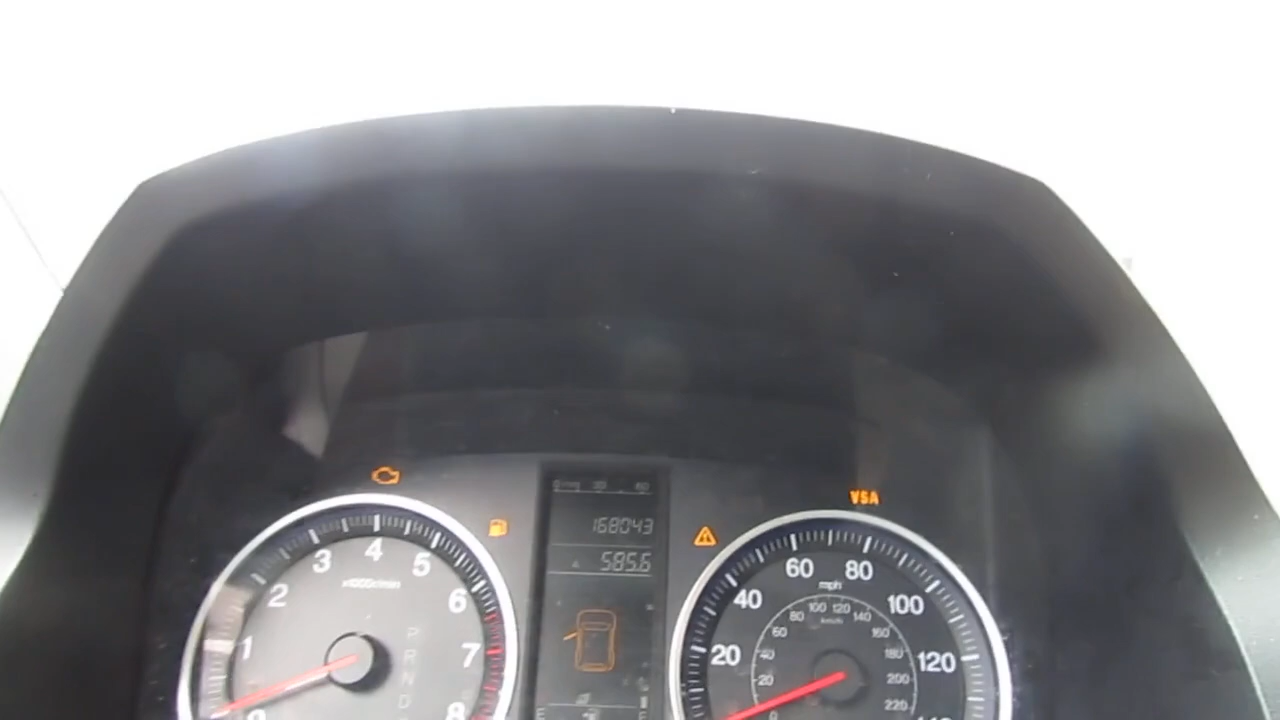 VSA
168043
A 585.6
1 2 3 4 5 6 7 8
x1000r/min
P
R
N
D
20 40 60 80 100 120
mph
20 40 60 80 100 120 140 160 180 200 220
km/h